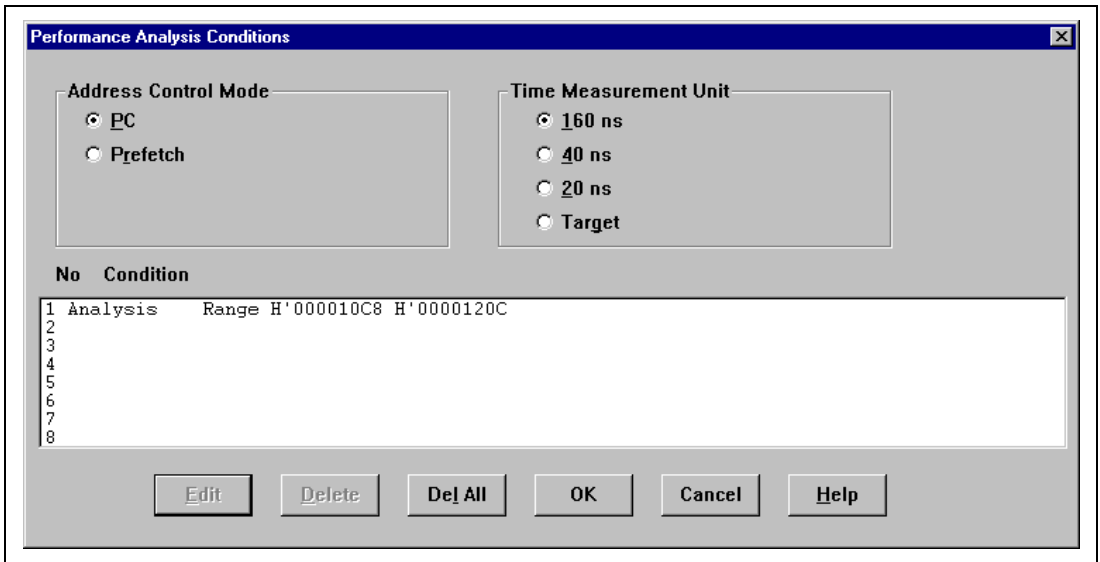 Performance Analysis Conditions
Address Control Mode
PC
Prefetch
Time Measurement Unit
160 ns
40 ns
20 ns
Target
No Condition
1 Analysis Range H'000010C8 H'0000120C
2
3
4
5
6
7
8
Edit Delete Del All OK Cancel Help